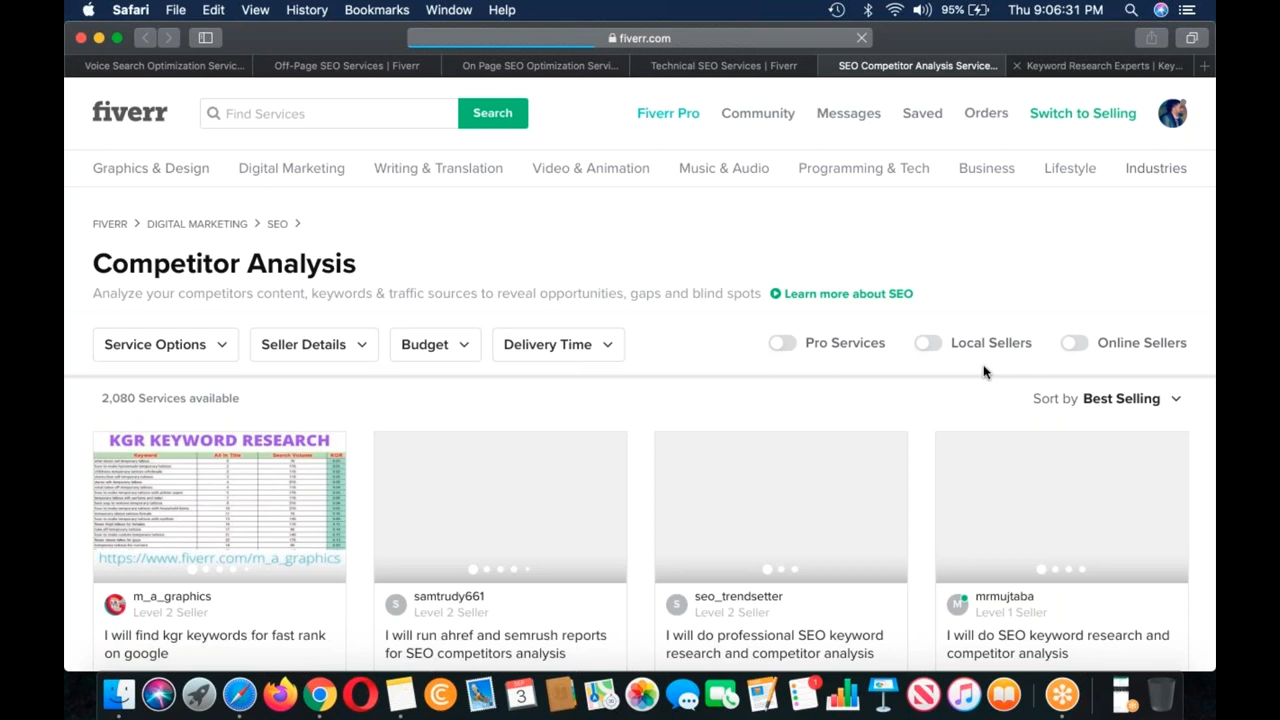 Safari File Edit View History Bookmarks Window Help 95% Thu 9:06:31 PM
fiverr.com
Voice Search Optimization Servic... Off-Page SEO Services | Fiverr On Page SEO Optimization Servi... Technical SEO Services | Fiverr SEO Competitor Analysis Service... Keyword Research Experts | Key...
fiverr Find Services Search Fiverr Pro Community Messages Saved Orders Switch to Selling
Graphics & Design Digital Marketing Writing & Translation Video & Animation Music & Audio Programming & Tech Business Lifestyle Industries
FIVERR > DIGITAL MARKETING > SEO >
Competitor Analysis
Analyze your competitors content, keywords & traffic sources to reveal opportunities, gaps and blind spots Learn more about SEO
Service Options Seller Details Budget Delivery Time Pro Services Local Sellers Online Sellers
2,080 Services available Sort by Best Selling
KGR KEYWORD RESEARCH
Keyword All In Title Search Volume KGR
https://www.fiverr.com/m_a_graphics
m_a_graphics
Level 2 Seller
I will find kgr keywords for fast rank
on google
S samtrudy661
Level 2 Seller
I will run ahref and semrush reports
for SEO competitors analysis
S seo_trendsetter
Level 2 Seller
I will do professional SEO keyword
research and competitor analysis
M mrmujtaba
Level 1 Seller
I will do SEO keyword research and
competitor analysis
3
1